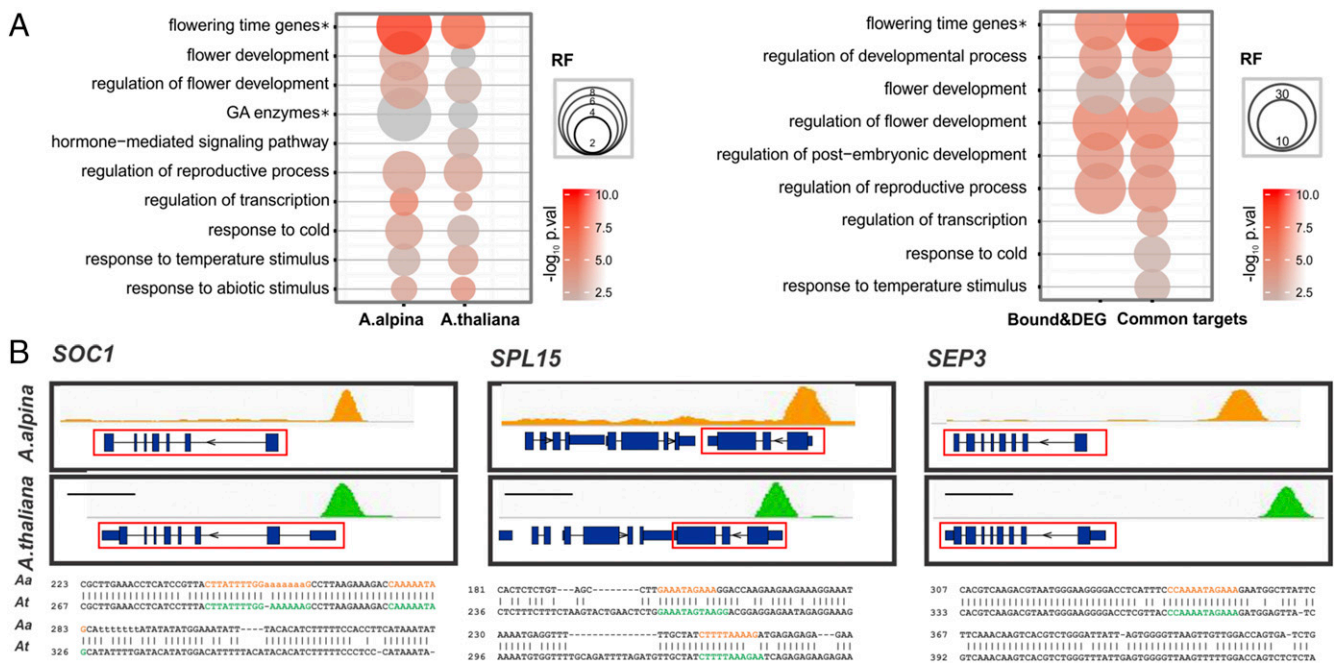 A
flowering time genes*
flower development
regulation of flower development
GA enzymes*
hormone-mediated signaling pathway
regulation of reproductive process
regulation of transcription
response to cold
response to temperature stimulus
response to abiotic stimulus
A.alpina A.thaliana
RF
8
6
4
2
-log10 p.val
10.0
7.5
5.0
2.5
flowering time genes*
regulation of developmental process
flower development
regulation of flower development
regulation of post-embryonic development
regulation of reproductive process
regulation of transcription
response to cold
response to temperature stimulus
Bound&DEG Common targets
RF
30
10
-log10 p.val
10.0
7.5
5.0
2.5
B
SOC1 SPL15 SEP3
A.alpina
A.thaliana
Aa 223 CGCTTGAAACCTCATCCGTTACTTATTTTGGaaaaaaaGCCTTAAGAAAGACCAAAAATA
At 267 CGCTTGAAACCTCATCCTTTACTTATTTTGG-AAAAAAGCCTTAAGAAAGACCAAAAATA
Aa 283 GCAttttttttATATATATGGAAATATT----TACACATCTTTTCCACCTTCATAAATAT
At 326 GCATATTTTGATACATATGGACATTTTTACATACACATCTTTTTCCCTCC-CATAAATA-
181 CACTCTCTGT---AGC-------CTTGAAATAGAAAGGACCAAGAAGAAGAAAGGAAAT
236 CTCTTTCTTTCTAAGTACTGAACTCTGGAAATAGTAAGGACGGAAGGAGAATAGAGGAAAG
230 AAAATGAGGTTT---------------TTGCTATCTTTTAAAAGATGAGAGAGA---GAA
296 AAAATGTGGTTTTGCAGATTTTAGATGTTGCTATCTTTTAAAGAATCAGAGAGAAGAGAA
307 CACGTCAAGACGTAATGGGAAGGGGACCTCATTTCCCAAAATAGAAAGAATGGCTTATTC
333 CACGTCAAGACGTAATGGGAAGGGGACCTCGTTACCCAAAATAGAAAGATGGAGTTA-TC
367 TTCAAACAAGTCACGTCTGGGATTATT-AGTGGGGTTAAGTTGTTGGACCAGTGA-TCTG
392